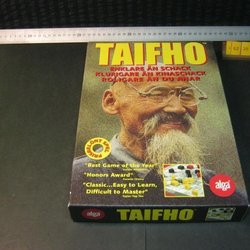 TAIFHO
ENKLARE ÄN SCHACK
KLURIGARE ÄN KINASCHACK
ROLIGARE ÄN DU ANAR
"Best Game of the Year"
"Honors Award"
"Classic...Easy to Learn,
Difficult to Master"
alga
TAIFHO
alga